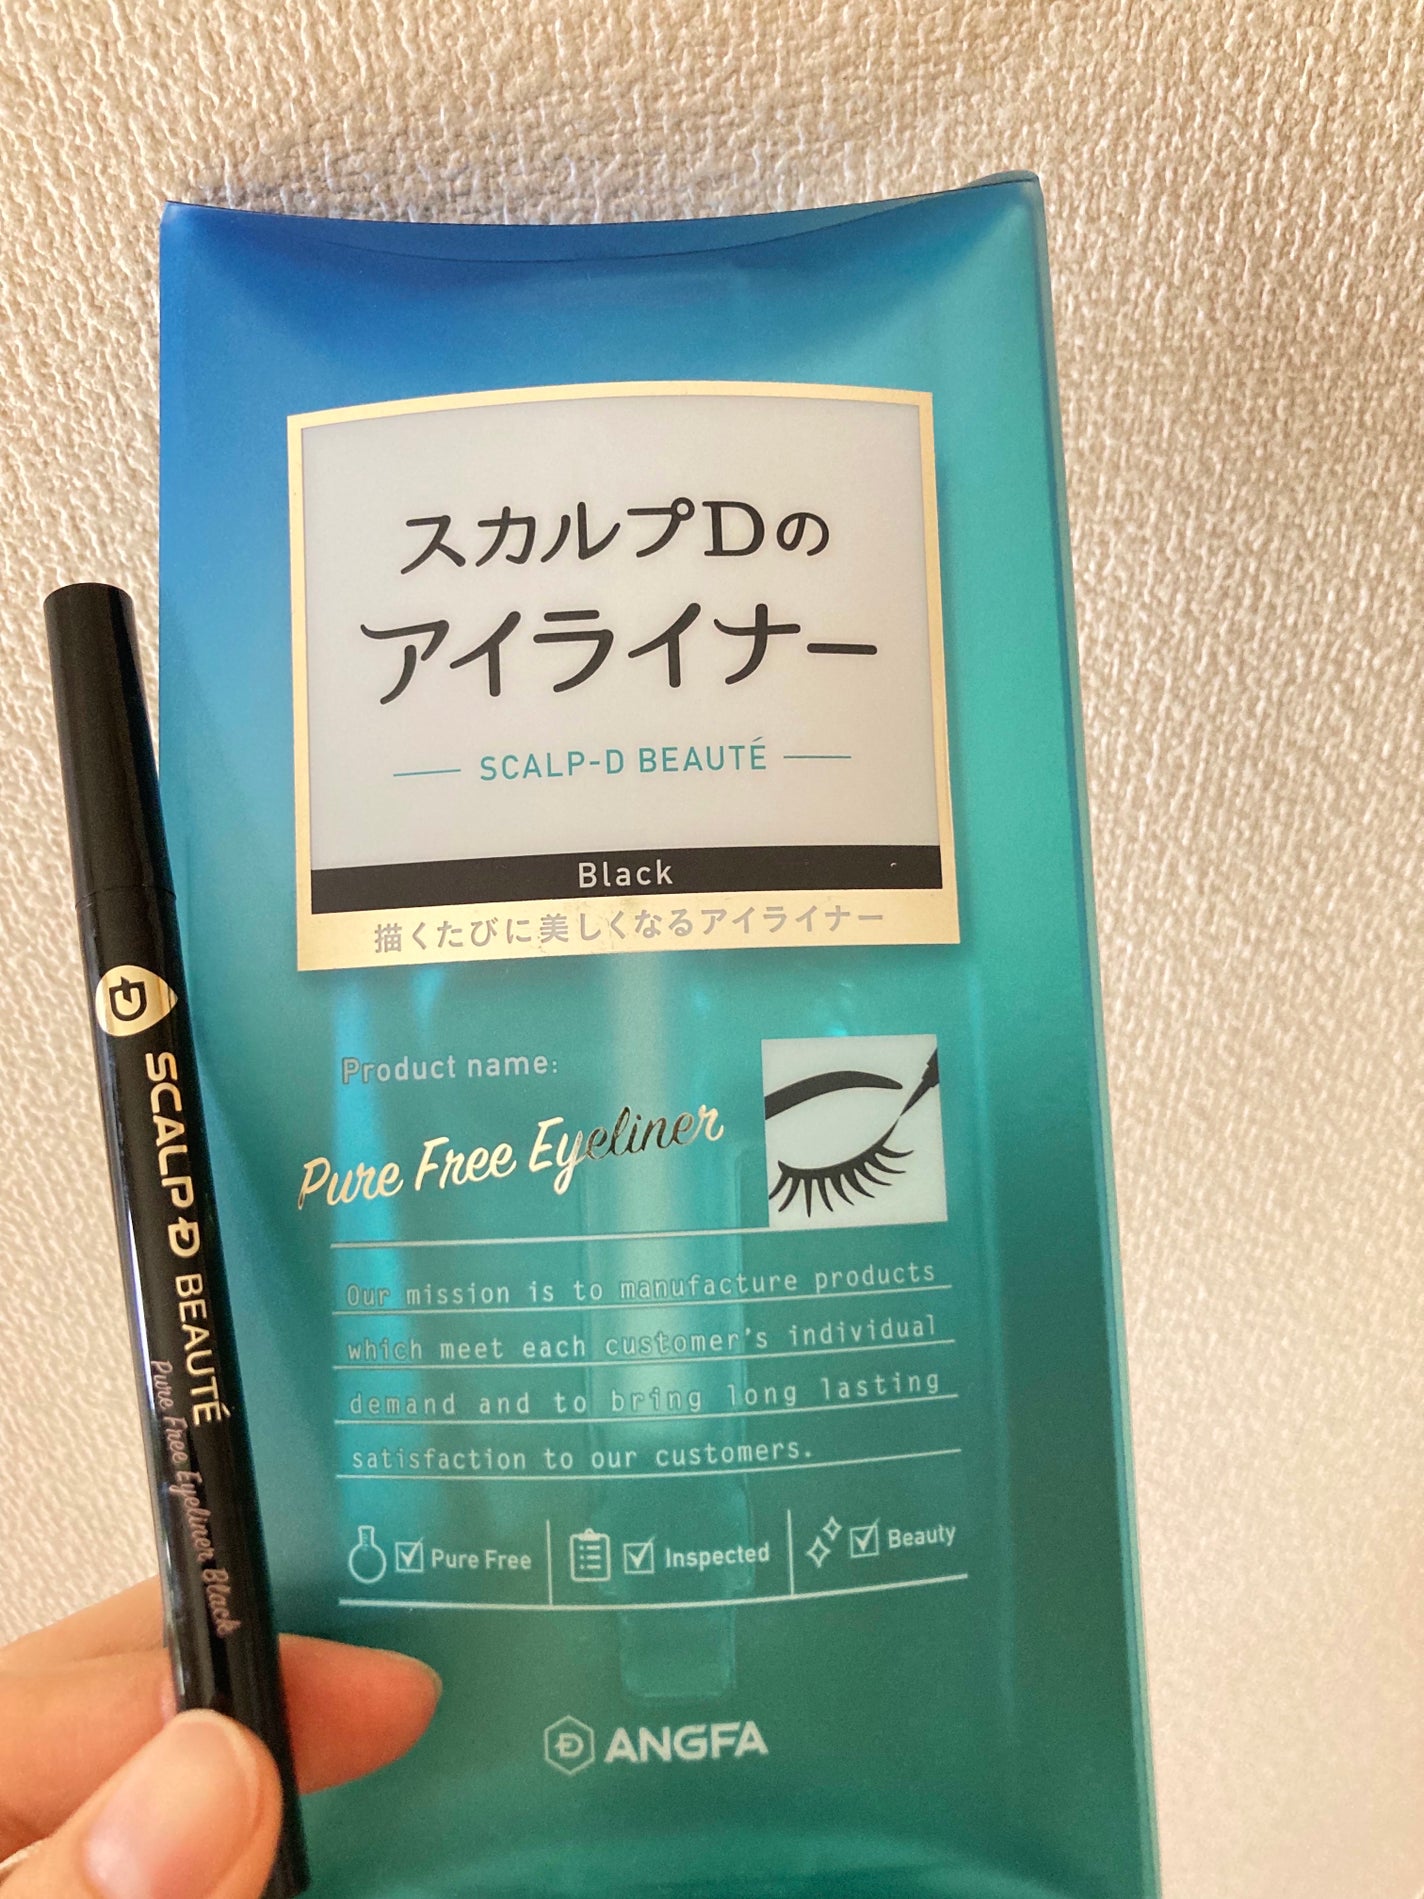 スカルプDの
アイライナー
SCALP-D BEAUTÉ
Black
描くたびに美しくなるアイライナー
Product name:
Pure Free Eyeliner
Our mission is to manufacture products
which meet each customer's individual
demand and to bring long lasting
satisfaction to our customers.
Pure Free
Inspected
Beauty
D ANGFA
D
SCALP D BEAUTÉ
Pure Free Eyeliner Black